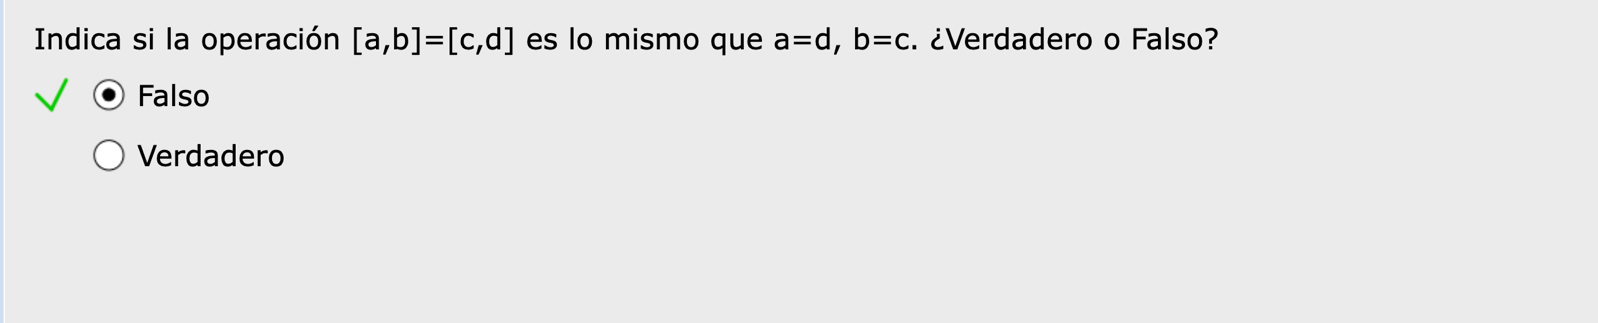 Indica si la operación [a,b]=[c,d] es lo mismo que a=d, b=c. ¿Verdadero o Falso?
Falso
Verdadero